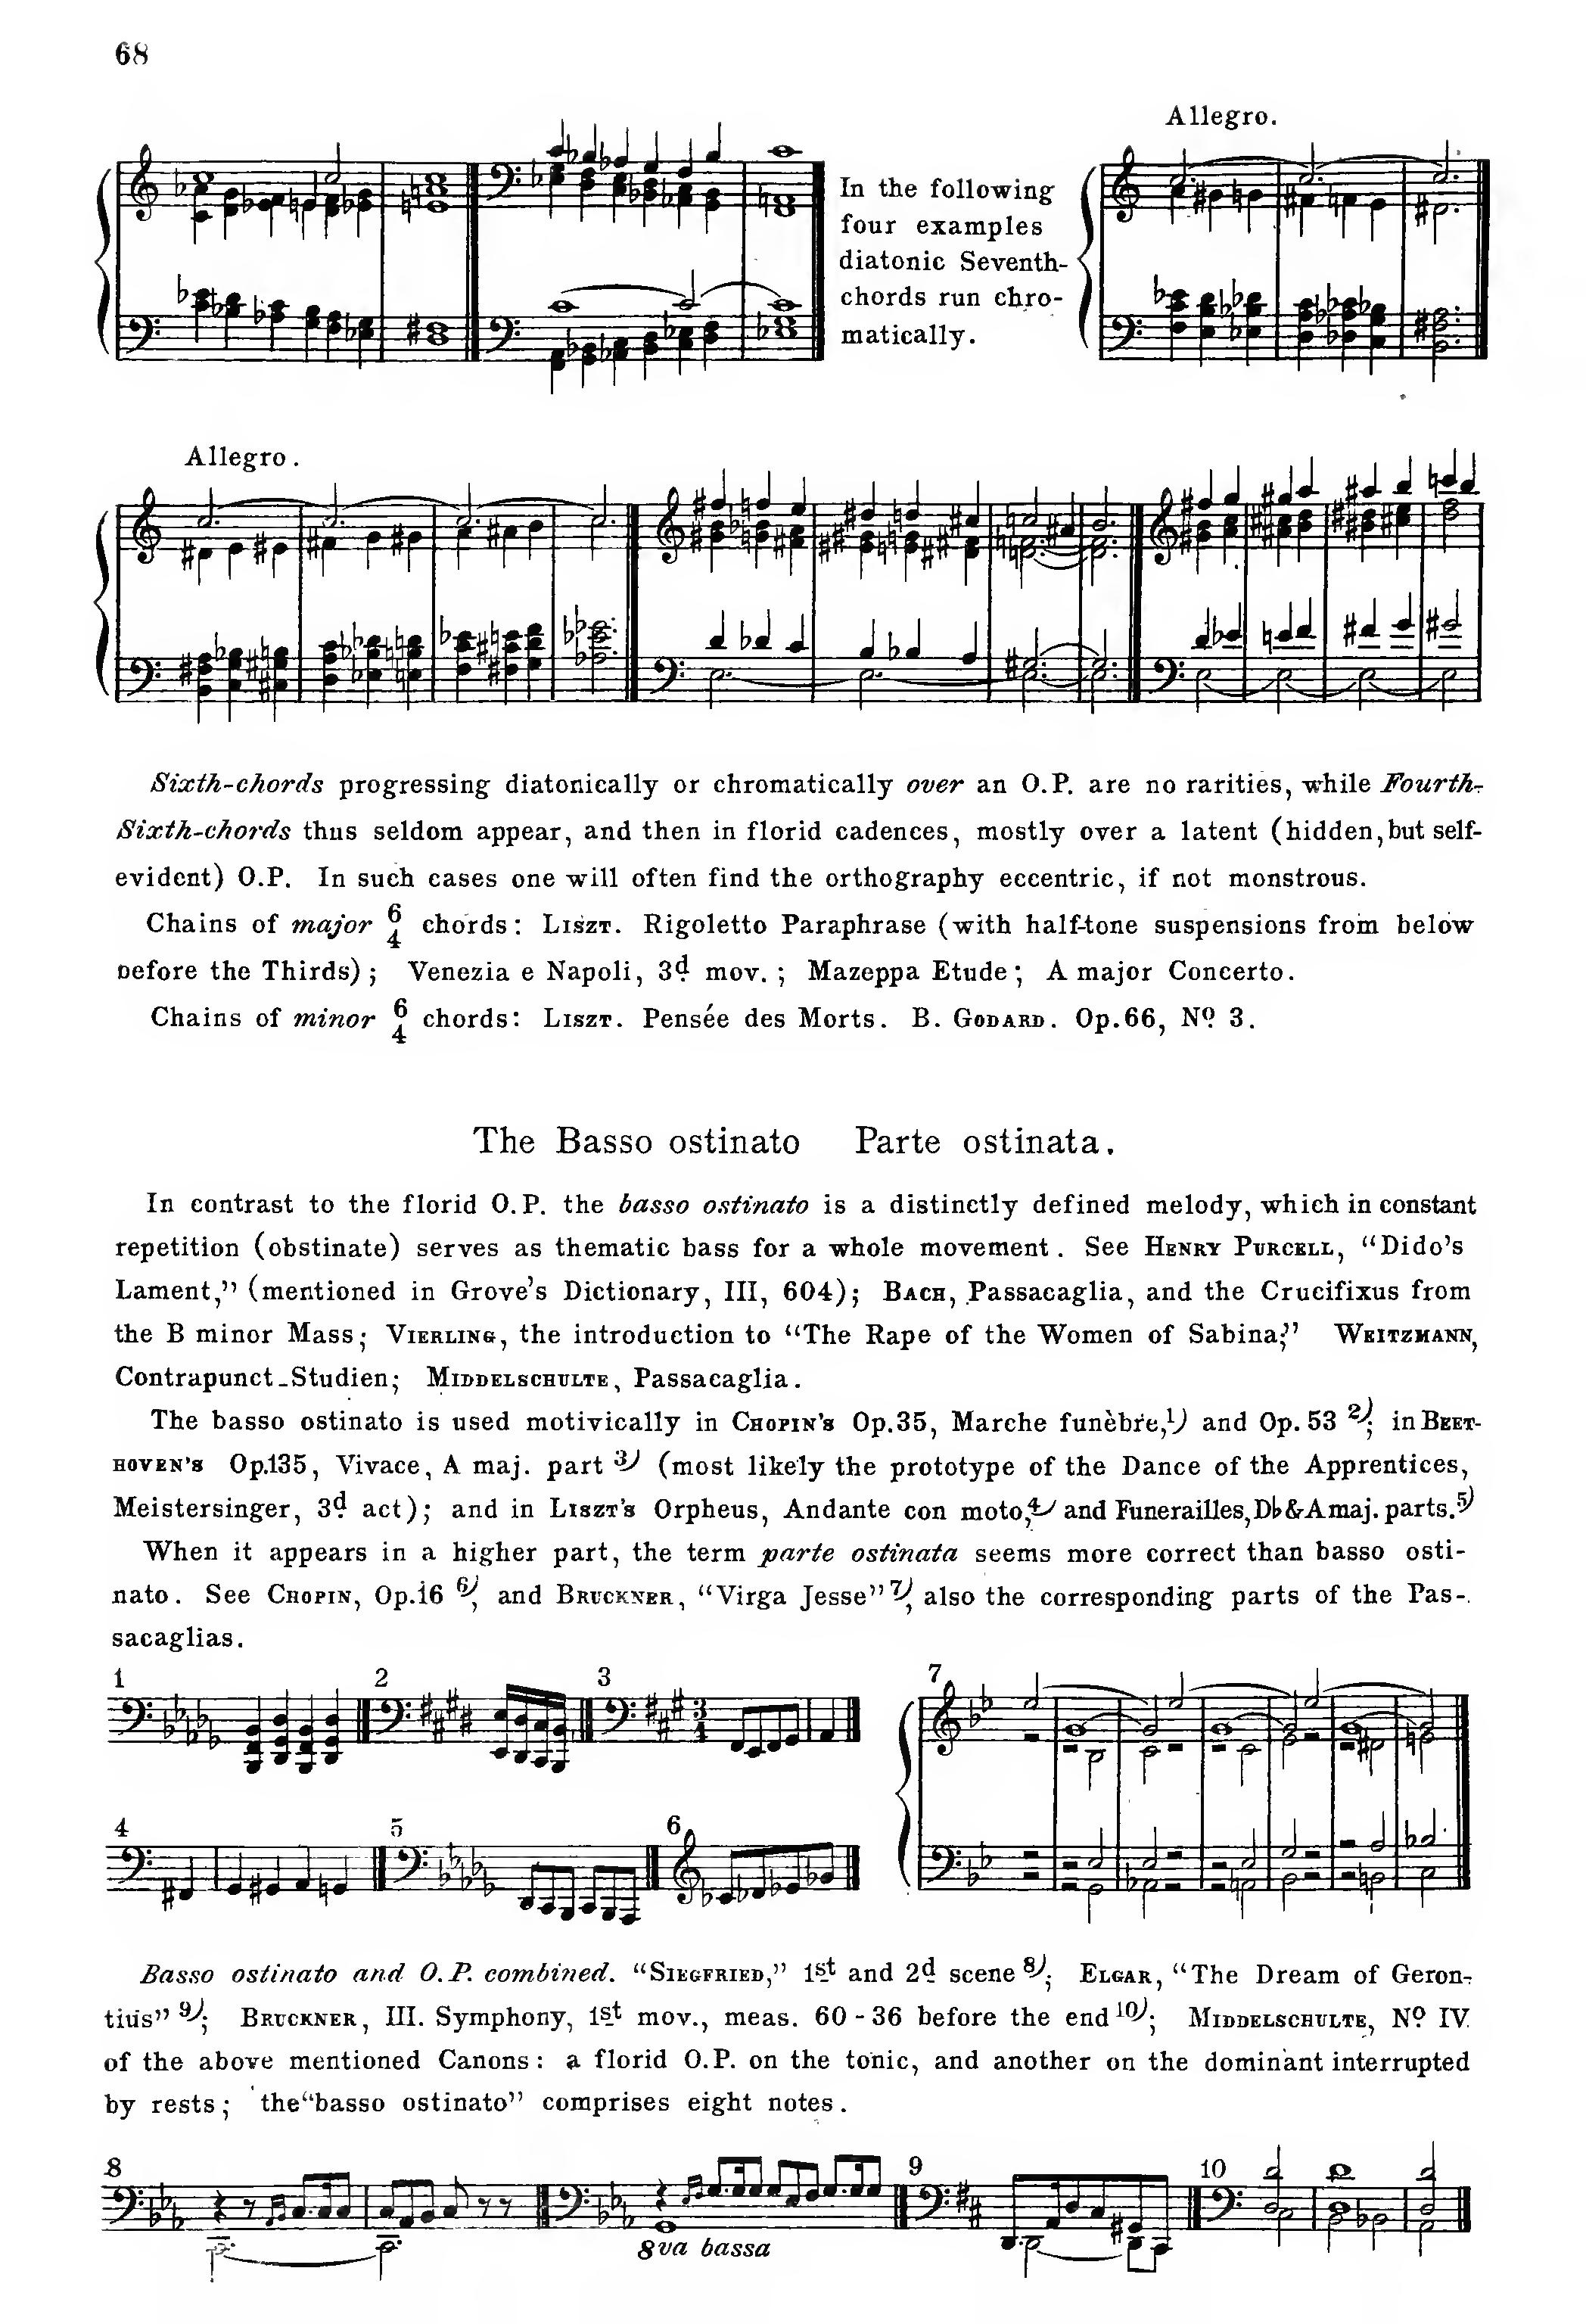 68
Allegro.
In the following
four examples
diatonic Seventh-
chords run chro-
matically.
Allegro.
Sixth-chords progressing diatonically or chromatically over an O.P. are no rarities, while Fourth-
Sixth-chords thus seldom appear, and then in florid cadences, mostly over a latent (hidden, but self-
evident) O.P. In such cases one will often find the orthography eccentric, if not monstrous.
Chains of major 6/4 chords: LISZT. Rigoletto Paraphrase (with half-tone suspensions from below
before the Thirds); Venezia e Napoli, 3d mov.; Mazeppa Etude; A major Concerto.
Chains of minor 6/4 chords: LISZT. Pensée des Morts. B. GODARD. Op.66, No 3.
The Basso ostinato Parte ostinata.
In contrast to the florid O.P. the basso ostinato is a distinctly defined melody, which in constant
repetition (obstinate) serves as thematic bass for a whole movement. See HENRY PURCELL, "Dido's
Lament," (mentioned in Grove's Dictionary, III, 604); BACH, Passacaglia, and the Crucifixus from
the B minor Mass; VIERLING, the introduction to "The Rape of the Women of Sabina;" WEITZMANN,
Contrapunct-Studien; MIDDELSCHULTE, Passacaglia.
The basso ostinato is used motivically in CHOPIN'S Op.35, Marche funèbre,1) and Op. 53 2); in BEET-
HOVEN'S Op.135, Vivace, A maj. part 3) (most likely the prototype of the Dance of the Apprentices,
Meistersinger, 3d act); and in LISZT'S Orpheus, Andante con moto,4) and Funerailles, D♭ & A maj. parts.5)
When it appears in a higher part, the term parte ostinata seems more correct than basso osti-
nato. See CHOPIN, Op.16 6), and BRUCKNER, "Virga Jesse" 7), also the corresponding parts of the Pas-
sacaglias.
1 2 3 7
3/4
4 5 6
Basso ostinato and O.P. combined. "SIEGFRIED," 1st and 2d scene 8); ELGAR, "The Dream of Geron-
tius" 9); BRUCKNER, III. Symphony, 1st mov., meas. 60-36 before the end 10); MIDDELSCHULTE, No IV
of the above mentioned Canons: a florid O.P. on the tonic, and another on the dominant interrupted
by rests; the "basso ostinato" comprises eight notes.
8 9 10
8va bassa